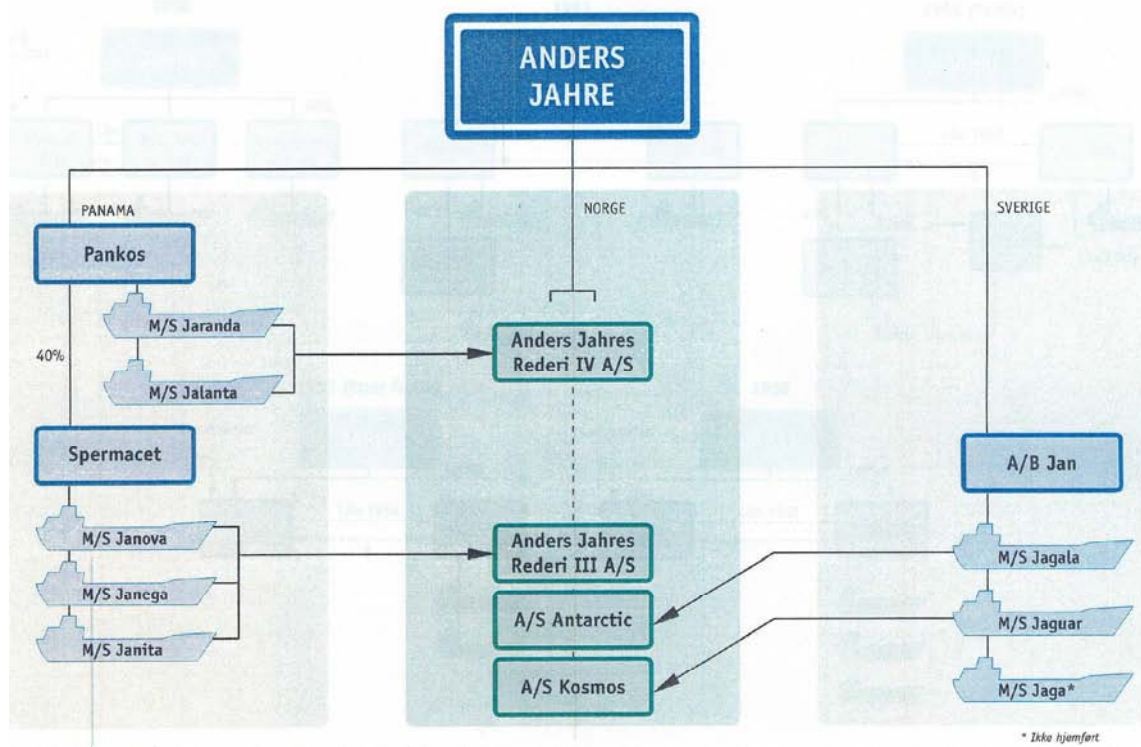 ANDERS
JAHRE
PANAMA
NORGE
SVERIGE
Pankos
M/S Jaranda
40%
M/S Jalanta
Anders Jahres
Rederi IV A/S
Spermacet
A/B Jan
M/S Janova
M/S Janega
M/S Janita
Anders Jahres
Rederi III A/S
A/S Antarctic
A/S Kosmos
M/S Jagala
M/S Jaguar
M/S Jaga*
* Ikke hjemført